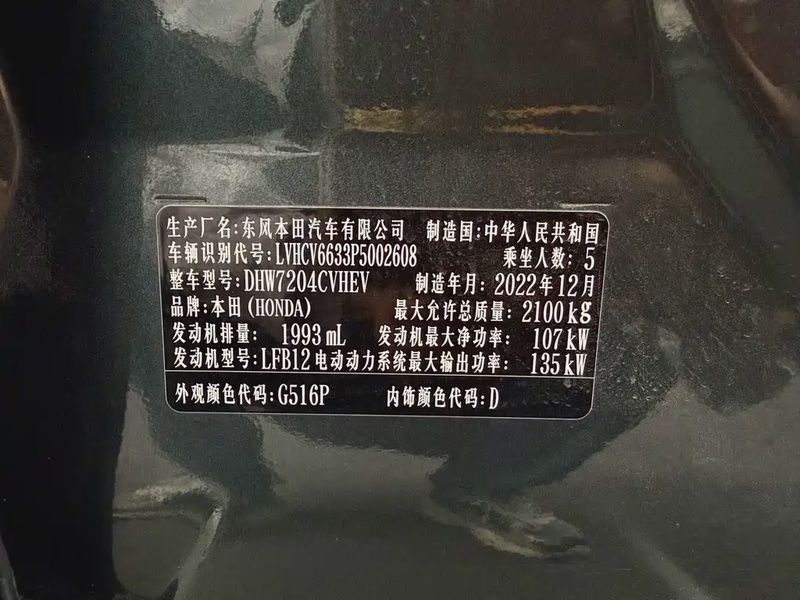 生产厂名:东风本田汽车有限公司 制造国:中华人民共和国
车辆识别代号:LVHCV6633P5002608 乘坐人数:5
整车型号:DHW7204CVHEV 制造年月:2022年12月
品牌:本田(HONDA) 最大允许总质量:2100kg
发动机排量: 1993mL 发动机最大净功率: 107kW
发动机型号:LFB12 电动动力系统最大输出功率: 135kW
外观颜色代码:G516P 内饰颜色代码:D